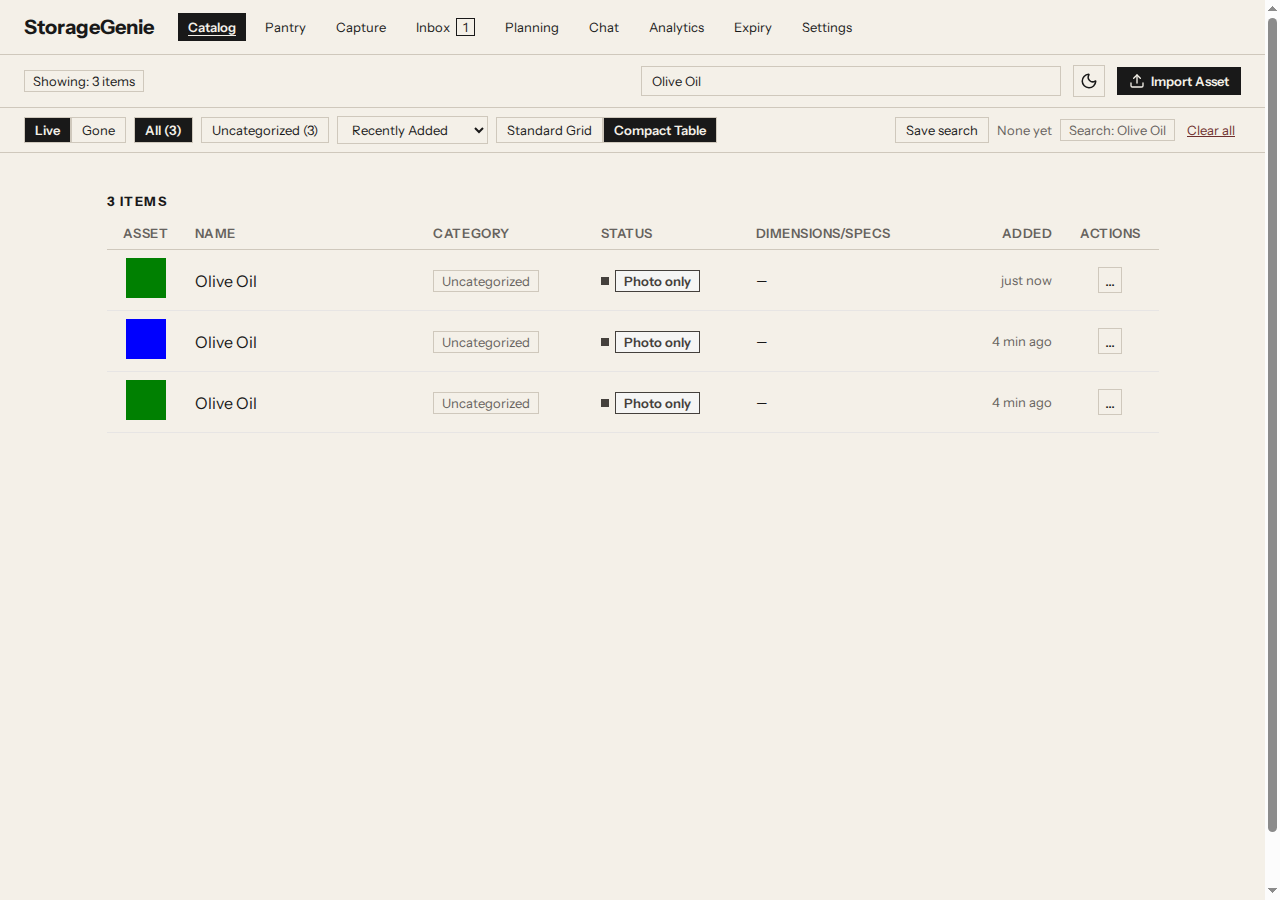 StorageGenie Catalog Pantry Capture Inbox 1 Planning Chat Analytics Expiry Settings
Showing: 3 items Olive Oil Import Asset
Live Gone All (3) Uncategorized (3) Recently Added Standard Grid Compact Table Save search None yet Search: Olive Oil Clear all
3 ITEMS
ASSET NAME CATEGORY STATUS DIMENSIONS/SPECS ADDED ACTIONS
Olive Oil Uncategorized Photo only — just now ...
Olive Oil Uncategorized Photo only — 4 min ago ...
Olive Oil Uncategorized Photo only — 4 min ago ...